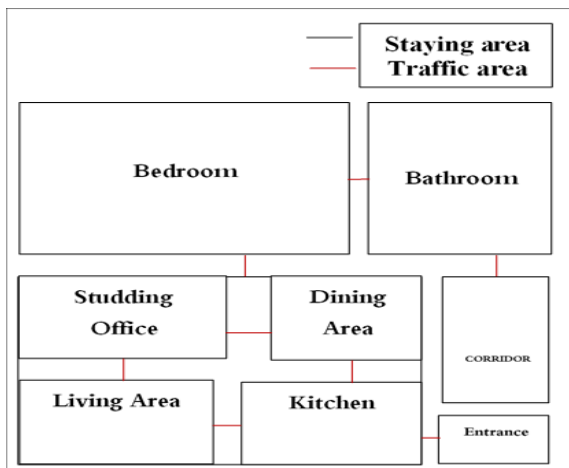 Staying area
Traffic area
Bedroom
Bathroom
Studding
Office
Dining
Area
CORRIDOR
Living Area
Kitchen
Entrance